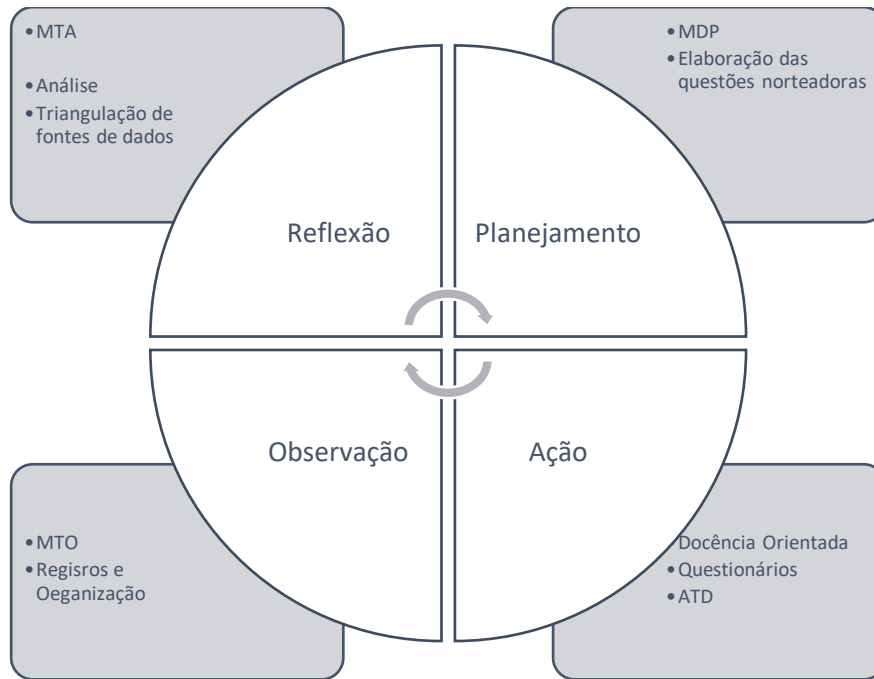 •MTA
•Análise
•Triangulação de
fontes de dados
•MDP
•Elaboração das
questões norteadoras
Reflexão
Planejamento
Observação
Ação
•MTO
•Regisros e
Oeganização
Docência Orientada
•Questionários
•ATD